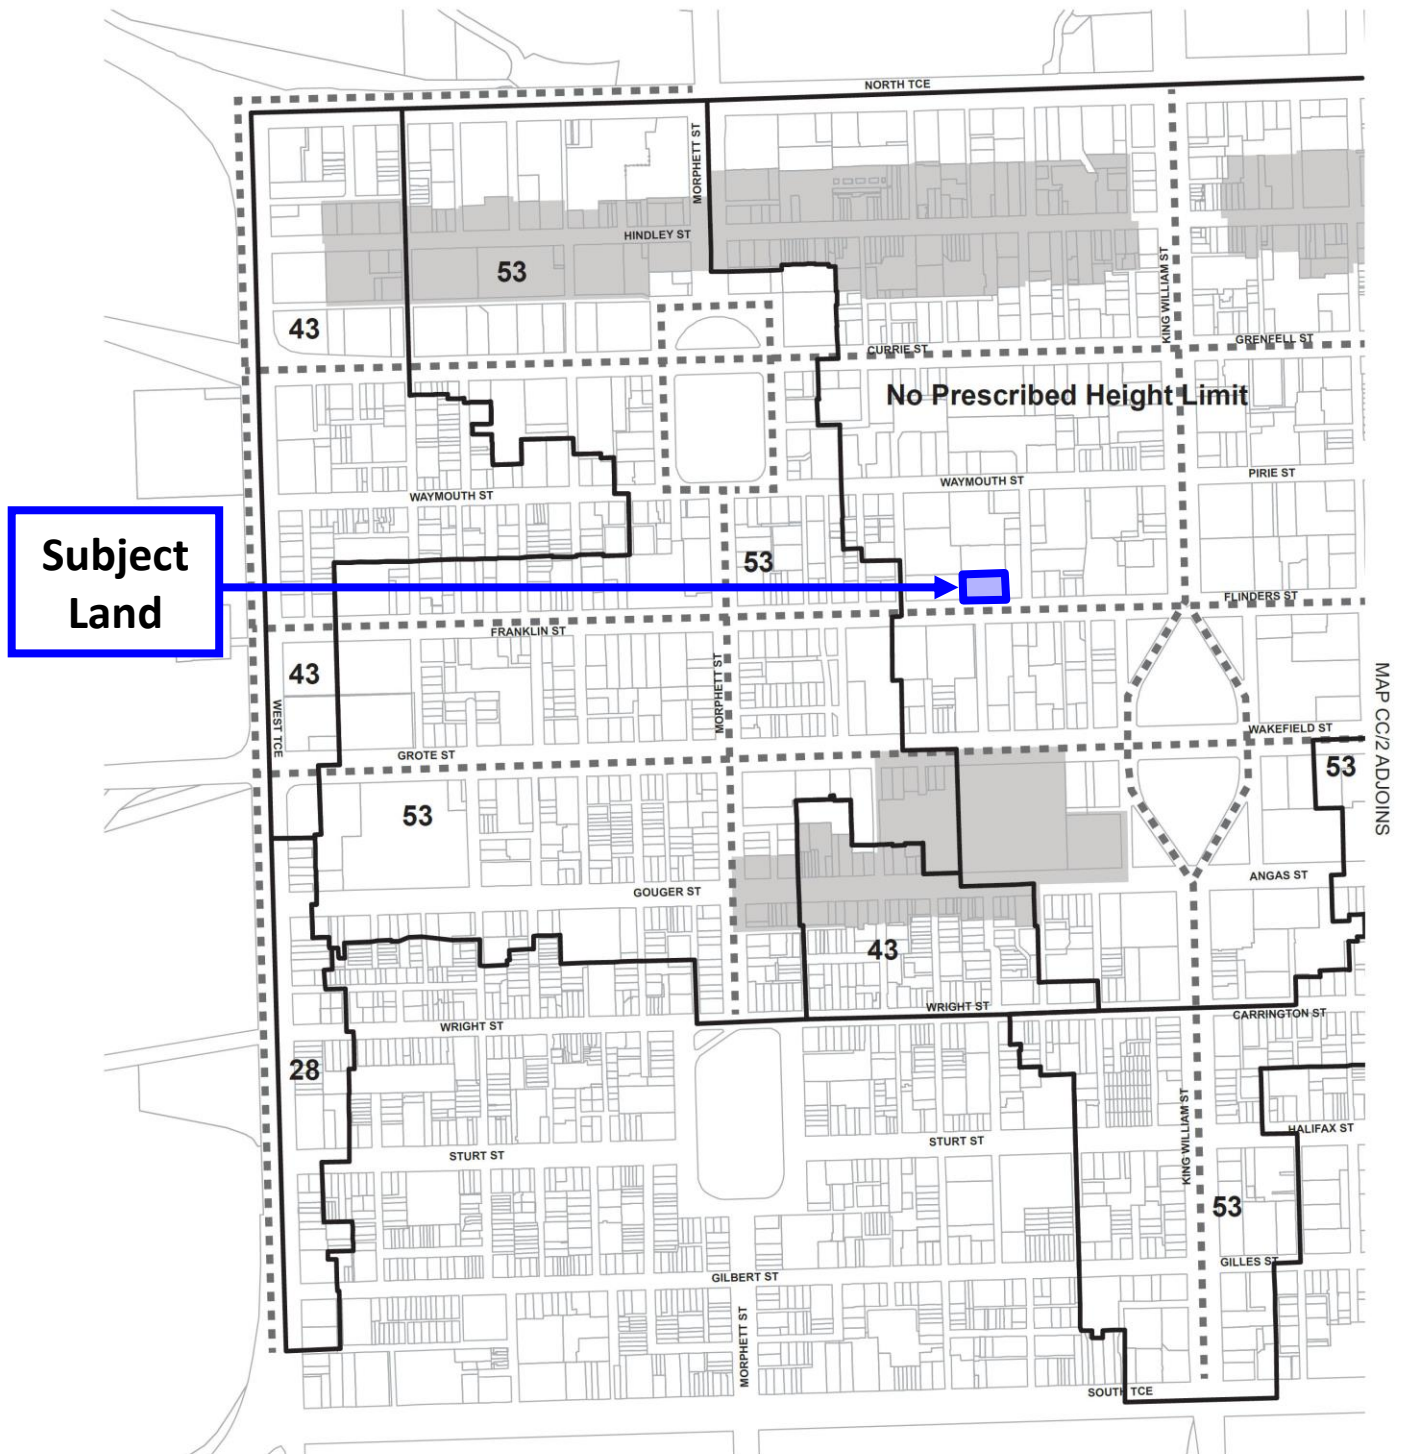 NORTH TCE
MORPHETT ST
HINDLEY ST
53
KING WILLIAM ST
43
CURRIE ST
GRENFELL ST
No Prescribed Height Limit
WAYMOUTH ST
WAYMOUTH ST
PIRIE ST
Subject
Land
53
FLINDERS ST
FRANKLIN ST
43
MORPHETT ST
WEST TCE
MAP CC/2 ADJOINS
WAKEFIELD ST
GROTE ST
53
53
GOUGER ST
ANGAS ST
43
WRIGHT ST
WRIGHT ST
CARRINGTON ST
28
KING WILLIAM ST
HALIFAX ST
STURT ST
STURT ST
53
GILLES ST
GILBERT ST
MORPHETT ST
SOUTH TCE